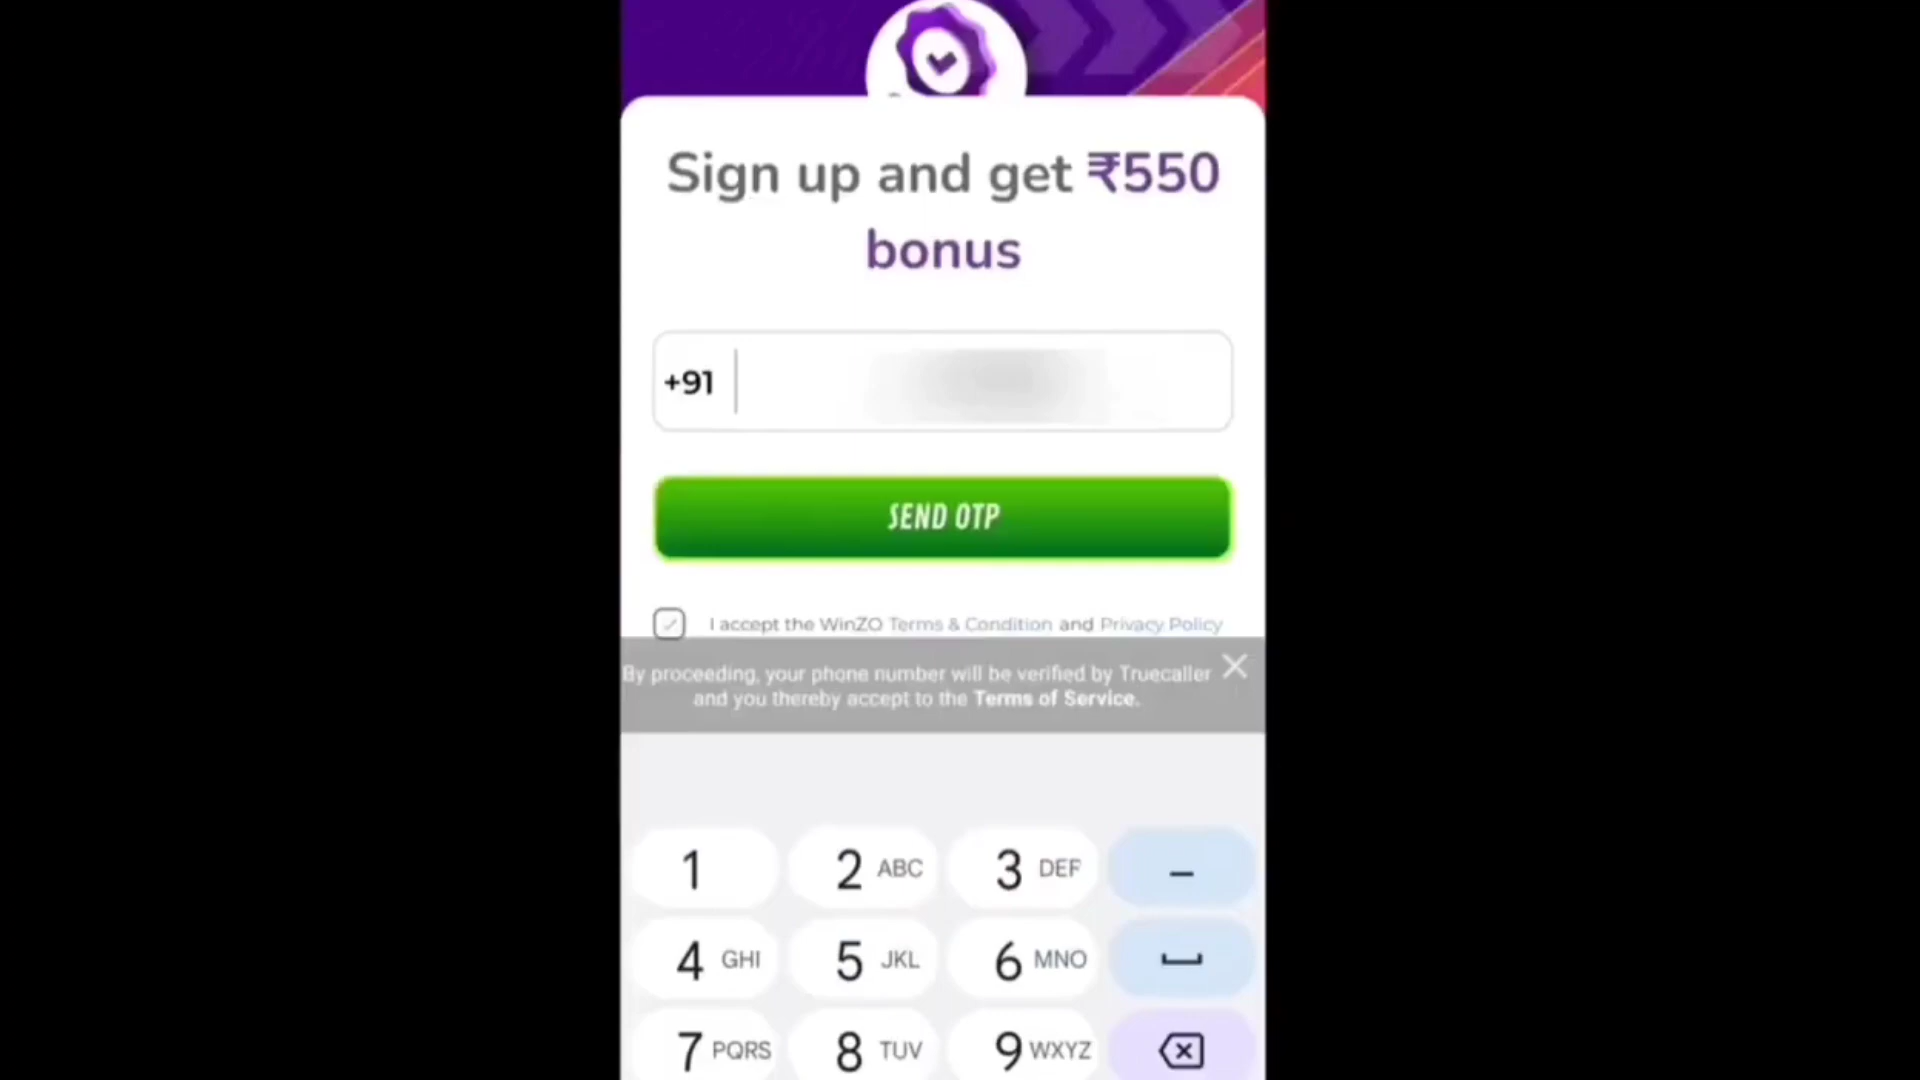 Sign up and get ₹550
bonus
+91
SEND OTP
I accept the WinZO Terms & Condition and Privacy Policy
By proceeding, your phone number will be verified by Truecaller
and you thereby accept to the Terms of Service.
1 2 ABC 3 DEF -
4 GHI 5 JKL 6 MNO
7 PQRS 8 TUV 9 WXYZ